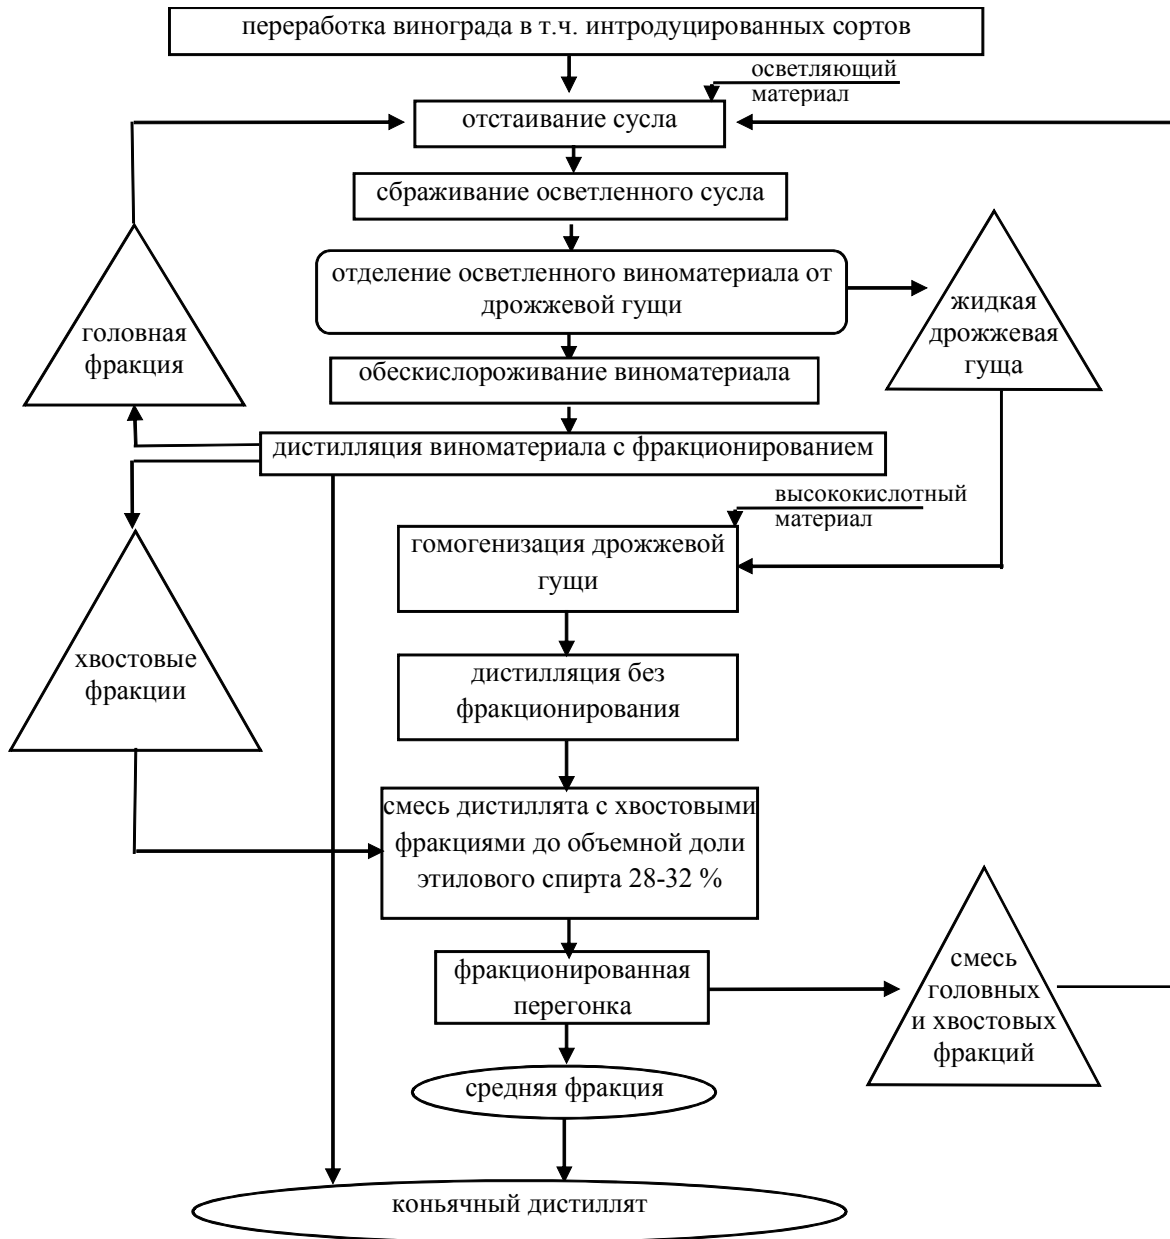 переработка винограда в т.ч. интродуцированных сортов
осветляющий
материал
отстаивание сусла
сбраживание осветленного сусла
отделение осветленного виноматериала от
дрожжевой гущи
жидкая
дрожжевая
гуща
головная
фракция
обескислороживание виноматериала
дистилляция виноматериала с фракционированием
высококислотный
материал
гомогенизация дрожжевой
гущи
хвостовые
фракции
дистилляция без
фракционирования
смесь дистиллята с хвостовыми
фракциями до объемной доли
этилового спирта 28-32 %
фракционированная
перегонка
смесь
головных
и хвостовых
фракций
средняя фракция
коньячный дистиллят